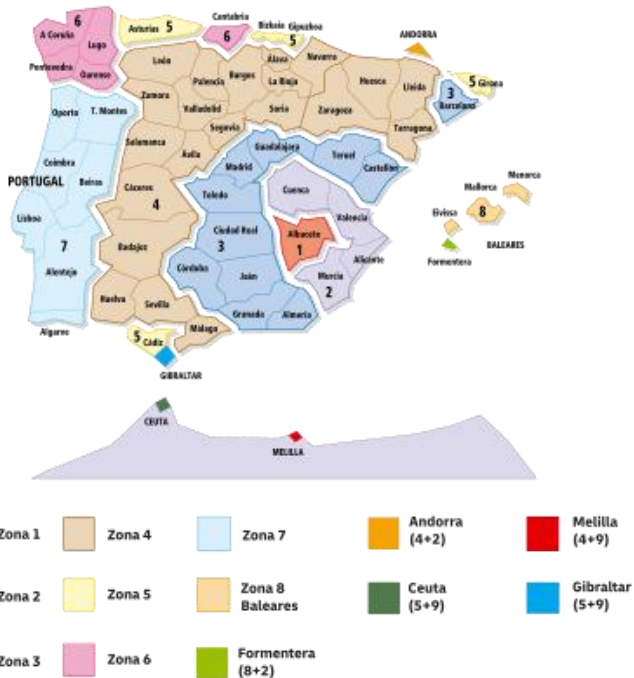 6
A Coruña
Lugo
Pontevedra
Ourense
Asturias 5
Cantabria
6
Bizkaia Gipuzkoa
5
ANDORRA
León
Palencia
Burgos
Álava
La Rioja
Navarra
Huesca
Lleida
5 Girona
3
Barcelona
Zamora
Valladolid
Soria
Zaragoza
Tarragona
Segovia
Oporto
T. Montes
Salamanca
Ávila
Guadalajara
Madrid
Teruel
Castellón
Coimbra
Beiras
PORTUGAL
Cáceres
4
Toledo
Cuenca
Menorca
Mallorca
8
Eivissa
BALEARES
Formentera
Lisboa
7
Alentejo
Badajoz
Ciudad Real
3
Albacete
1
Valencia
Alicante
Murcia
2
Córdoba
Jaén
Huelva
Sevilla
Granada
Almería
Algarve
5 Cádiz
Málaga
GIBRALTAR
CEUTA
MELILLA
Zona 1
Zona 4
Zona 7
Andorra
(4+2)
Melilla
(4+9)
Zona 2
Zona 5
Zona 8
Baleares
Ceuta
(5+9)
Gibraltar
(5+9)
Zona 3
Zona 6
Formentera
(8+2)